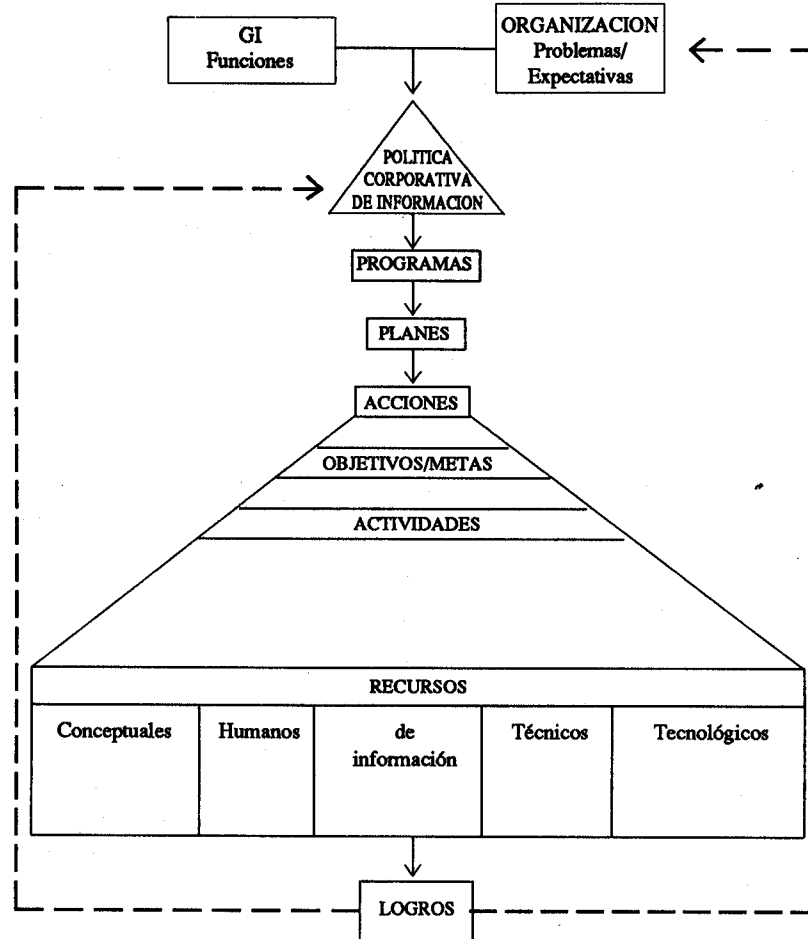 GI
Funciones
ORGANIZACION
Problemas/
Expectativas
POLITICA
CORPORATIVA
DE INFORMACION
PROGRAMAS
PLANES
ACCIONES
OBJETIVOS/METAS
ACTIVIDADES
RECURSOS
Conceptuales
Humanos
de
información
Técnicos
Tecnológicos
LOGROS